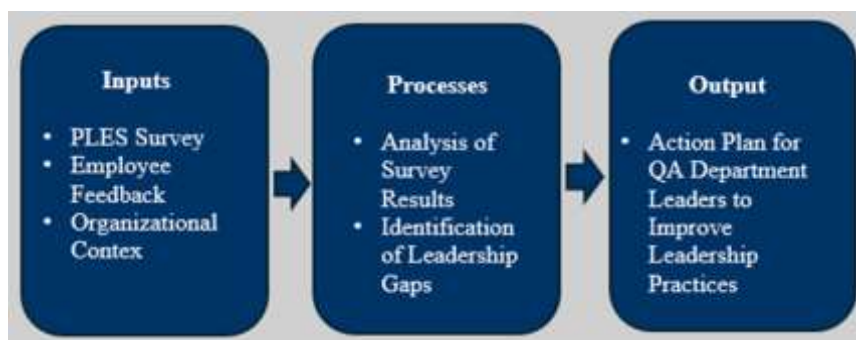 Inputs
• PLES Survey
• Employee
Feedback
• Organizational
Contex
Processes
• Analysis of
Survey
Results
• Identification
of Leadership
Gaps
Output
• Action Plan for
QA Department
Leaders to
Improve
Leadership
Practices